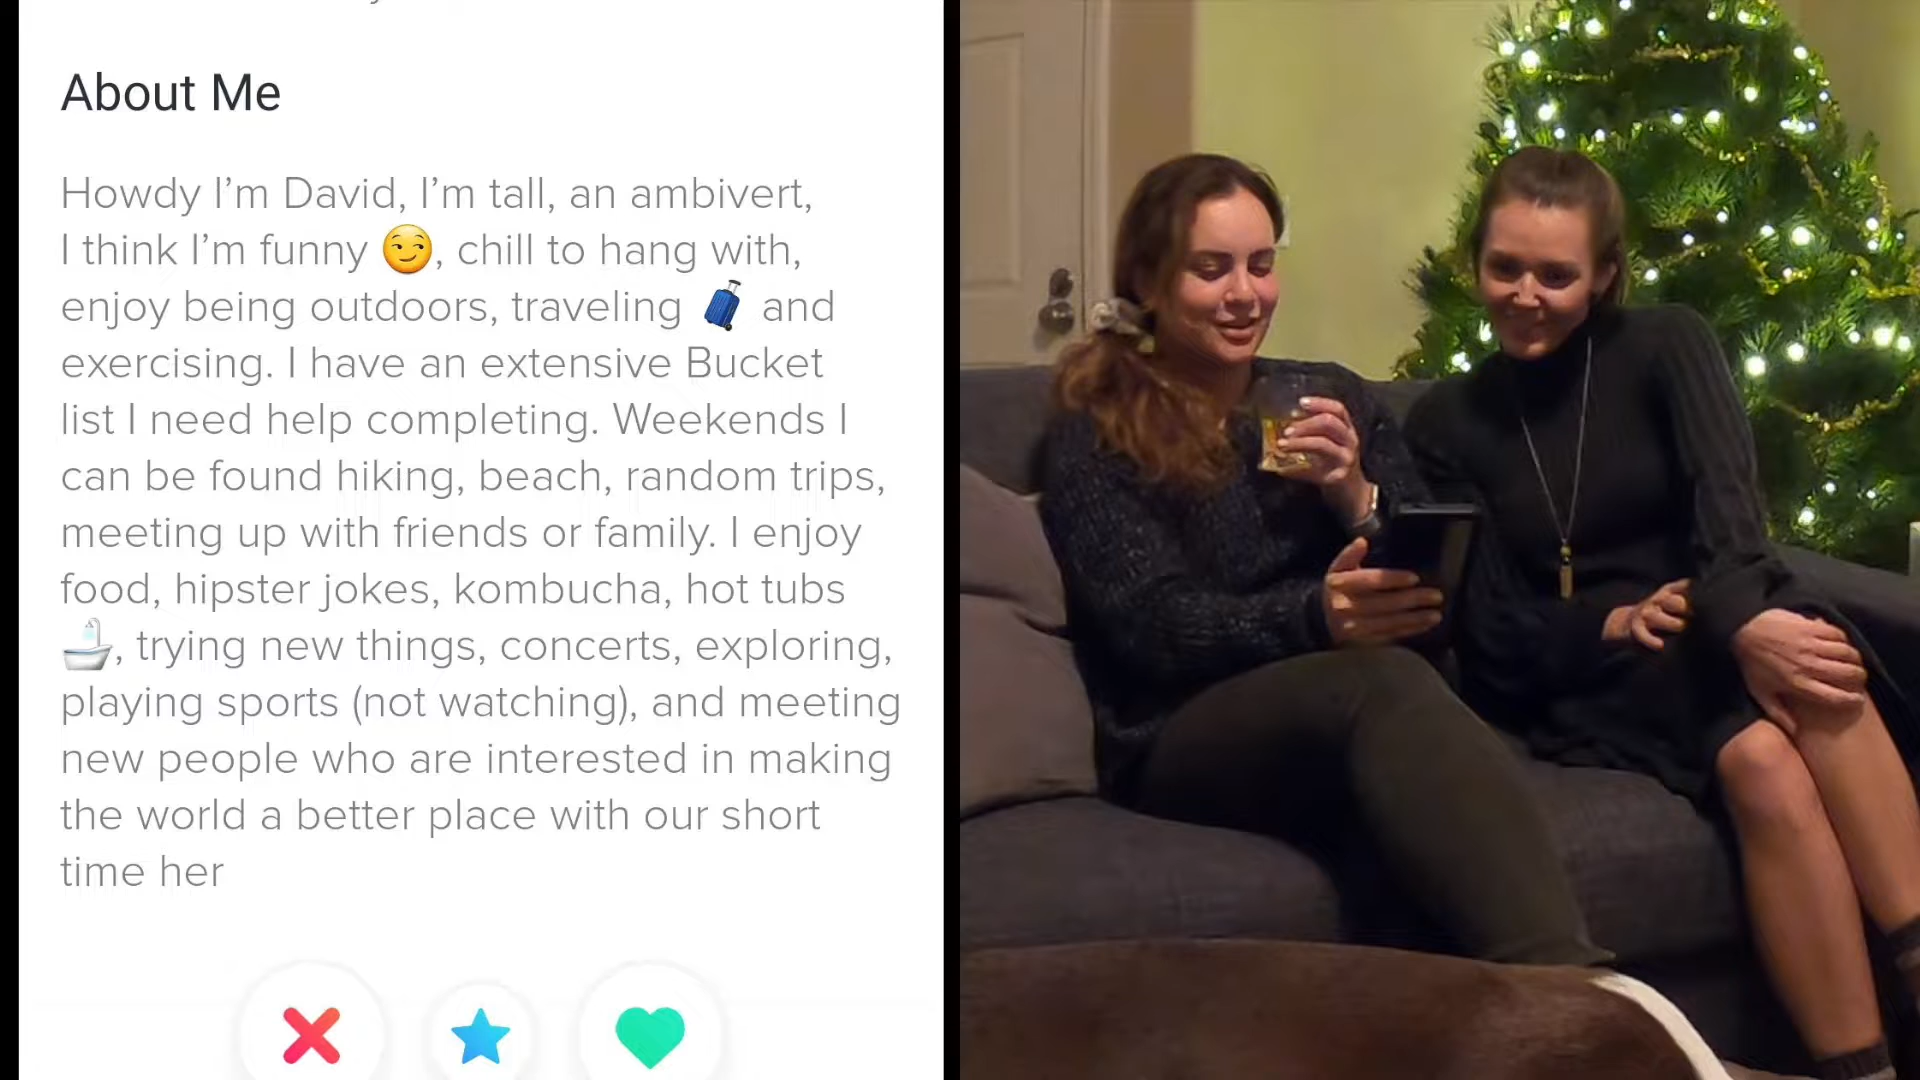 About Me
Howdy I’m David, I’m tall, an ambivert,
I think I’m funny 😏, chill to hang with,
enjoy being outdoors, traveling 🧳 and
exercising. I have an extensive Bucket
list I need help completing. Weekends I
can be found hiking, beach, random trips,
meeting up with friends or family. I enjoy
food, hipster jokes, kombucha, hot tubs
🛁, trying new things, concerts, exploring,
playing sports (not watching), and meeting
new people who are interested in making
the world a better place with our short
time her